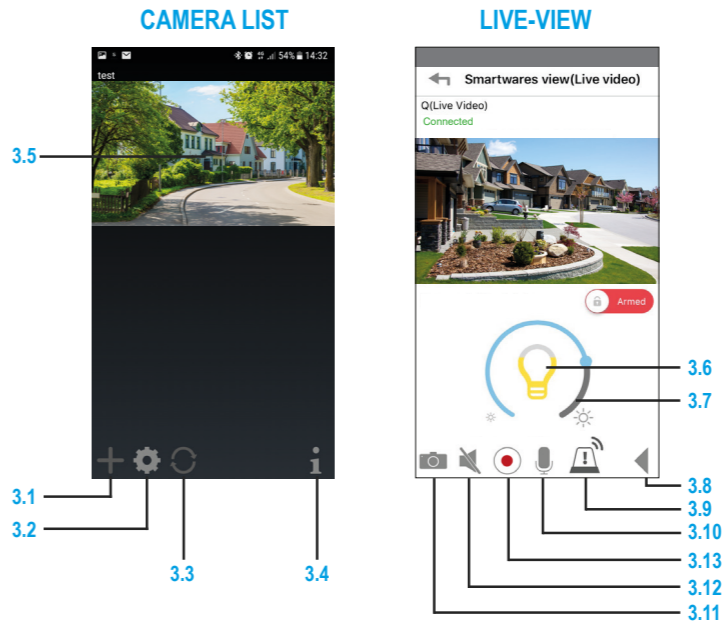 CAMERA LIST
54% 14:32
test
3.5
3.1
3.2
3.3
3.4
LIVE-VIEW
Smartwares view(Live video)
Q(Live Video)
Connected
Armed
3.6
3.7
3.8
3.9
3.10
3.13
3.12
3.11